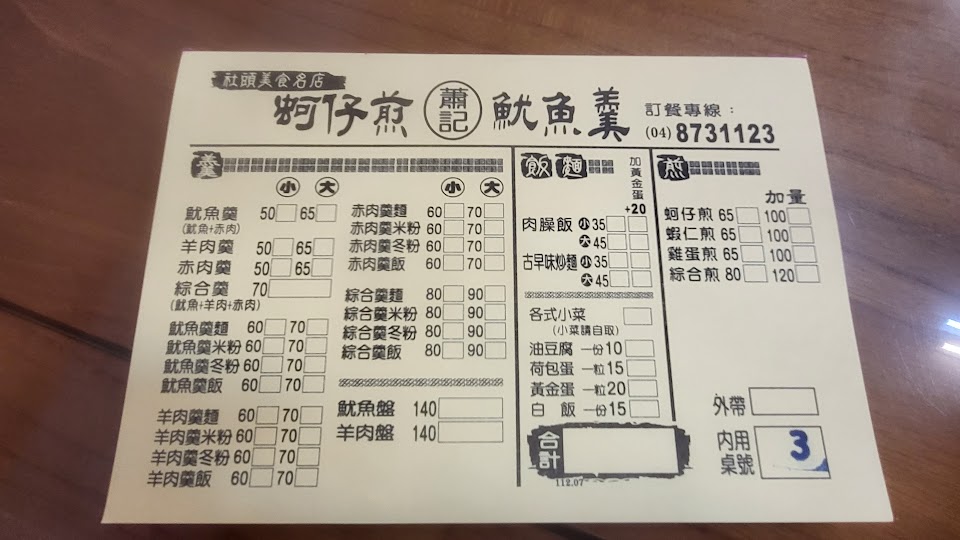 社頭美食名店
蚵仔煎 蕭記 魷魚羹
訂餐專線：
(04) 8731123
羹
小 大
魷魚羹 50 65
(魷魚+赤肉)
羊肉羹 50 65
赤肉羹 50 65
綜合羹 70
(魷魚+羊肉+赤肉)
魷魚羹麵 60 70
魷魚羹米粉 60 70
魷魚羹冬粉 60 70
魷魚羹飯 60 70
羊肉羹麵 60 70
羊肉羹米粉 60 70
羊肉羹冬粉 60 70
羊肉羹飯 60 70
小 大
赤肉羹麵 60 70
赤肉羹米粉 60 70
赤肉羹冬粉 60 70
赤肉羹飯 60 70
綜合羹麵 80 90
綜合羹米粉 80 90
綜合羹冬粉 80 90
綜合羹飯 80 90
魷魚盤 140
羊肉盤 140
飯麵
加黃金蛋
+20
肉臊飯 小 35
大 45
古早味炒麵 小 35
大 45
各式小菜
(小菜請自取)
油豆腐 一份 10
荷包蛋 一粒 15
黃金蛋 一粒 20
白飯 一份 15
合計
112.07
煎
加量
蚵仔煎 65 100
蝦仁煎 65 100
雞蛋煎 65 100
綜合煎 80 120
外帶
內用
桌號 3